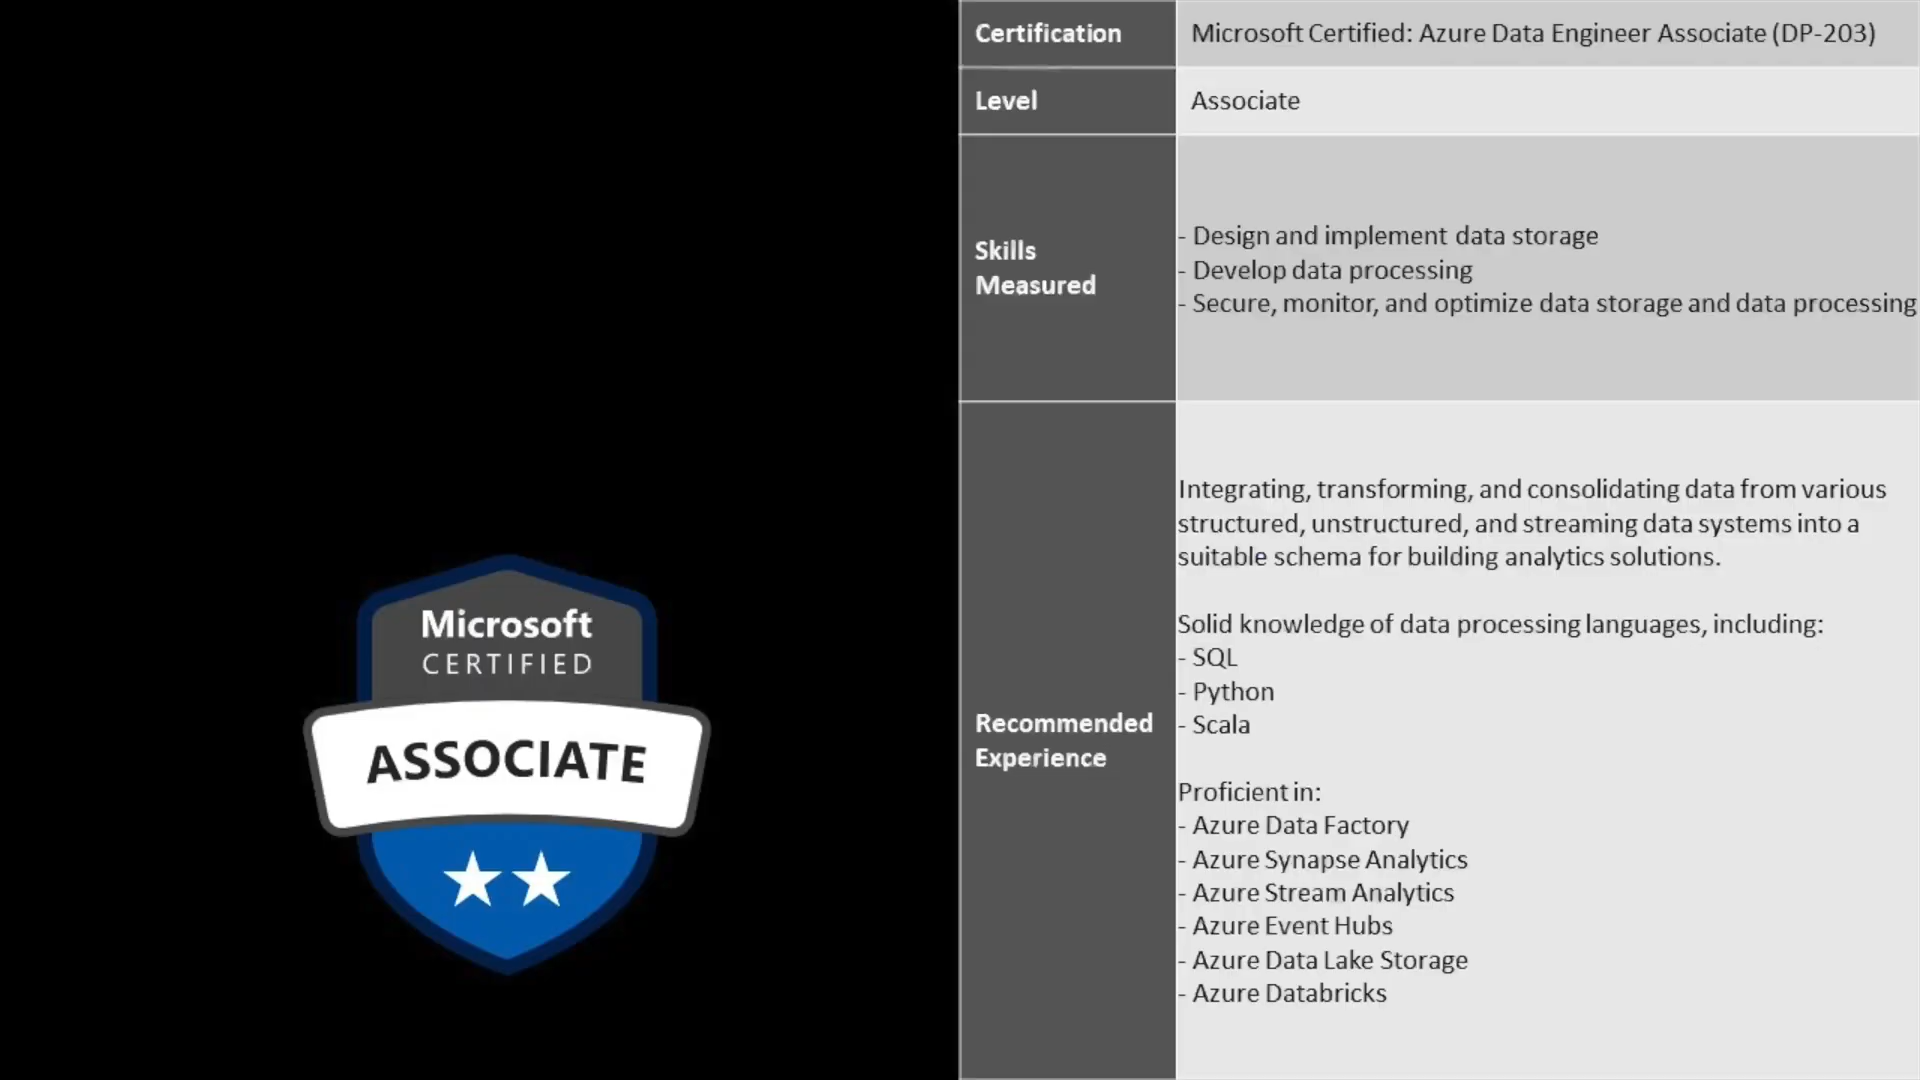 Microsoft
CERTIFIED
ASSOCIATE
Certification
Microsoft Certified: Azure Data Engineer Associate (DP-203)
Level
Associate
Skills
Measured
- Design and implement data storage
- Develop data processing
- Secure, monitor, and optimize data storage and data processing
Recommended
Experience
Integrating, transforming, and consolidating data from various
structured, unstructured, and streaming data systems into a
suitable schema for building analytics solutions.
Solid knowledge of data processing languages, including:
- SQL
- Python
- Scala
Proficient in:
- Azure Data Factory
- Azure Synapse Analytics
- Azure Stream Analytics
- Azure Event Hubs
- Azure Data Lake Storage
- Azure Databricks